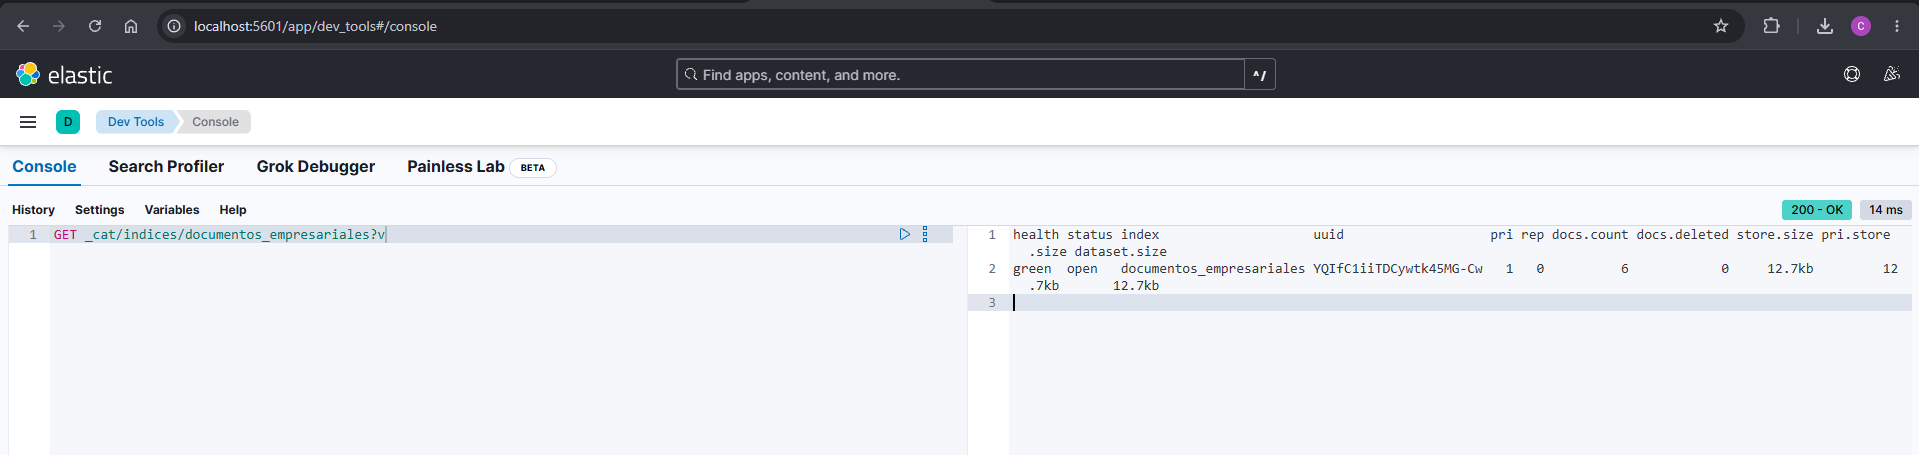 localhost:5601/app/dev_tools#/console
C
elastic
Find apps, content, and more.
^/
D
Dev Tools
Console
Console
Search Profiler
Grok Debugger
Painless Lab
BETA
History
Settings
Variables
Help
200 - OK
14 ms
1 GET _cat/indices/documentos_empresariales?v
1 health status index uuid pri rep docs.count docs.deleted store.size pri.store
.size dataset.size
2 green open documentos_empresariales YQIfC1iiTDCywtk45MG-Cw 1 0 6 0 12.7kb 12
.7kb 12.7kb
3